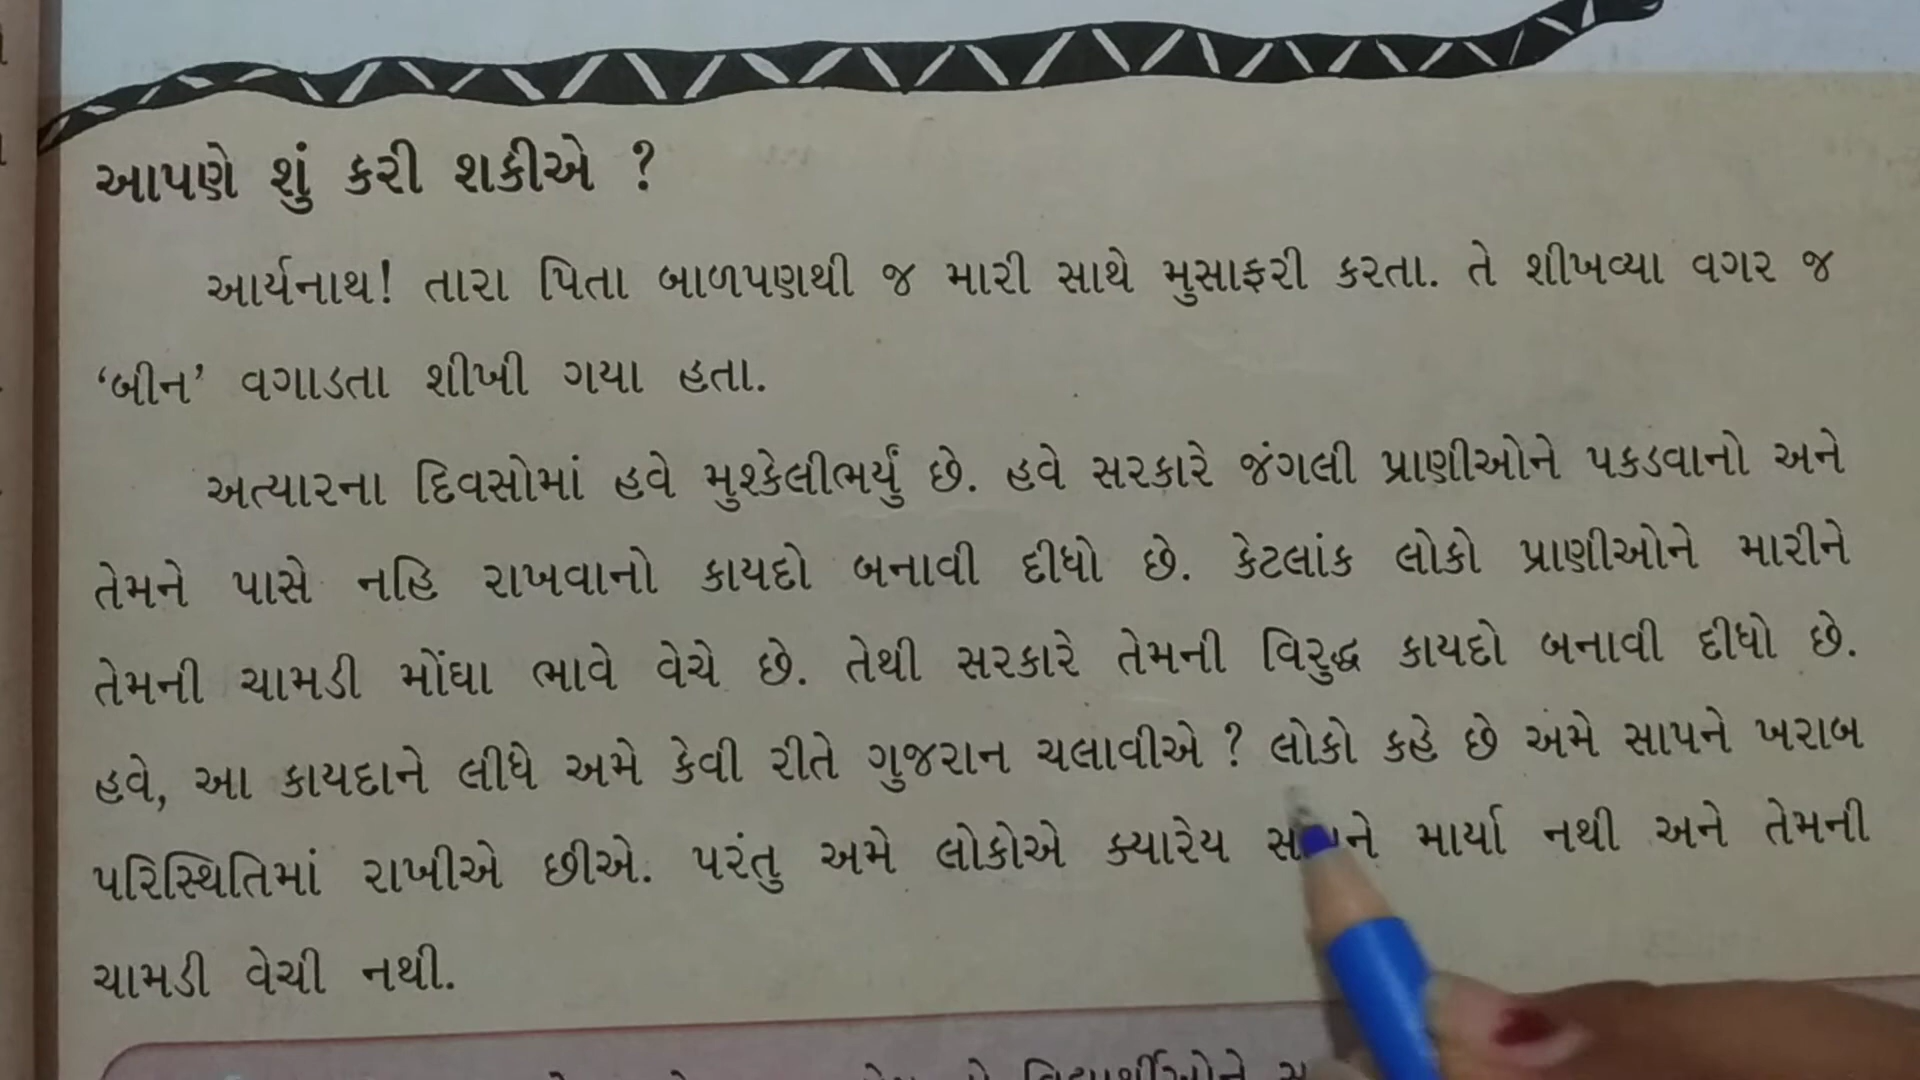 આપણે શું કરી શકીએ ?
આર્યનાથ! તારા પિતા બાળપણથી જ મારી સાથે મુસાફરી કરતા. તે શીખવ્યા વગર જ
‘બીન’ વગાડતા શીખી ગયા હતા.
અત્યારના દિવસોમાં હવે મુશ્કેલીભર્યું છે. હવે સરકારે જંગલી પ્રાણીઓને પકડવાનો અને
તેમને પાસે નહિ રાખવાનો કાયદો બનાવી દીધો છે. કેટલાંક લોકો પ્રાણીઓને મારીને
તેમની ચામડી મોંઘા ભાવે વેચે છે. તેથી સરકારે તેમની વિરુદ્ધ કાયદો બનાવી દીધો છે.
હવે, આ કાયદાને લીધે અમે કેવી રીતે ગુજરાન ચલાવીએ ? લોકો કહે છે અમે સાપને ખરાબ
પરિસ્થિતિમાં રાખીએ છીએ. પરંતુ અમે લોકોએ ક્યારેય માર્યા નથી અને તેમની
ચામડી વેચી નથી.